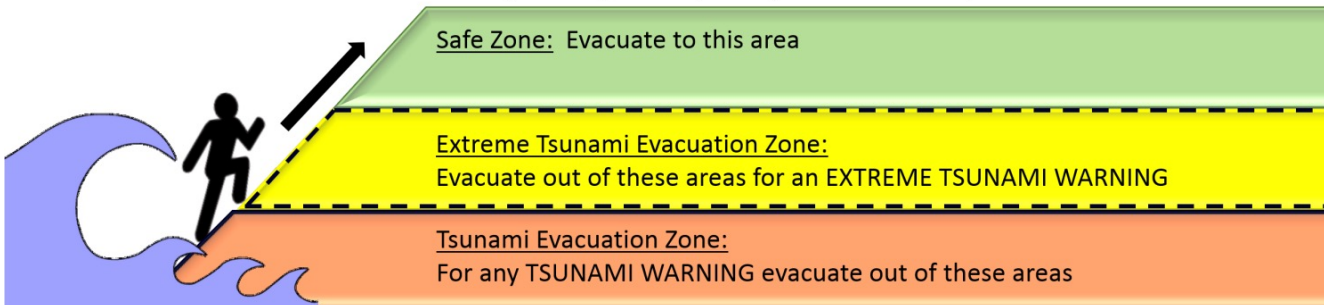 Safe Zone: Evacuate to this area
Extreme Tsunami Evacuation Zone:
Evacuate out of these areas for an EXTREME TSUNAMI WARNING
Tsunami Evacuation Zone:
For any TSUNAMI WARNING evacuate out of these areas